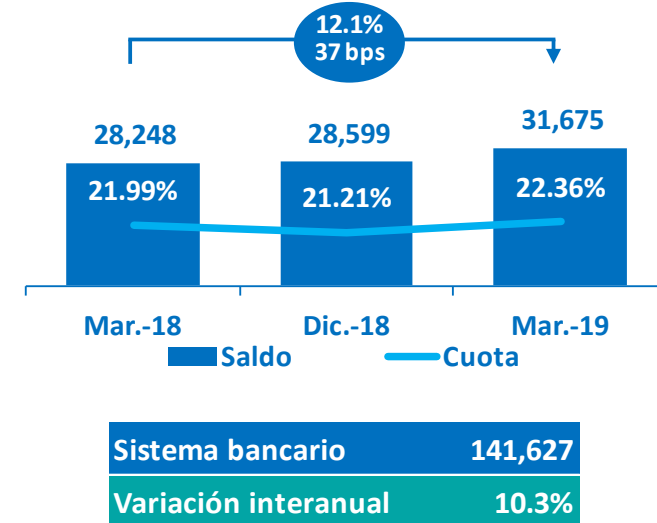 12.1%
37 bps
28,248 28,599 31,675
21.99% 21.21% 22.36%
Mar.-18 Dic.-18 Mar.-19
Saldo Cuota
Sistema bancario 141,627
Variación interanual 10.3%